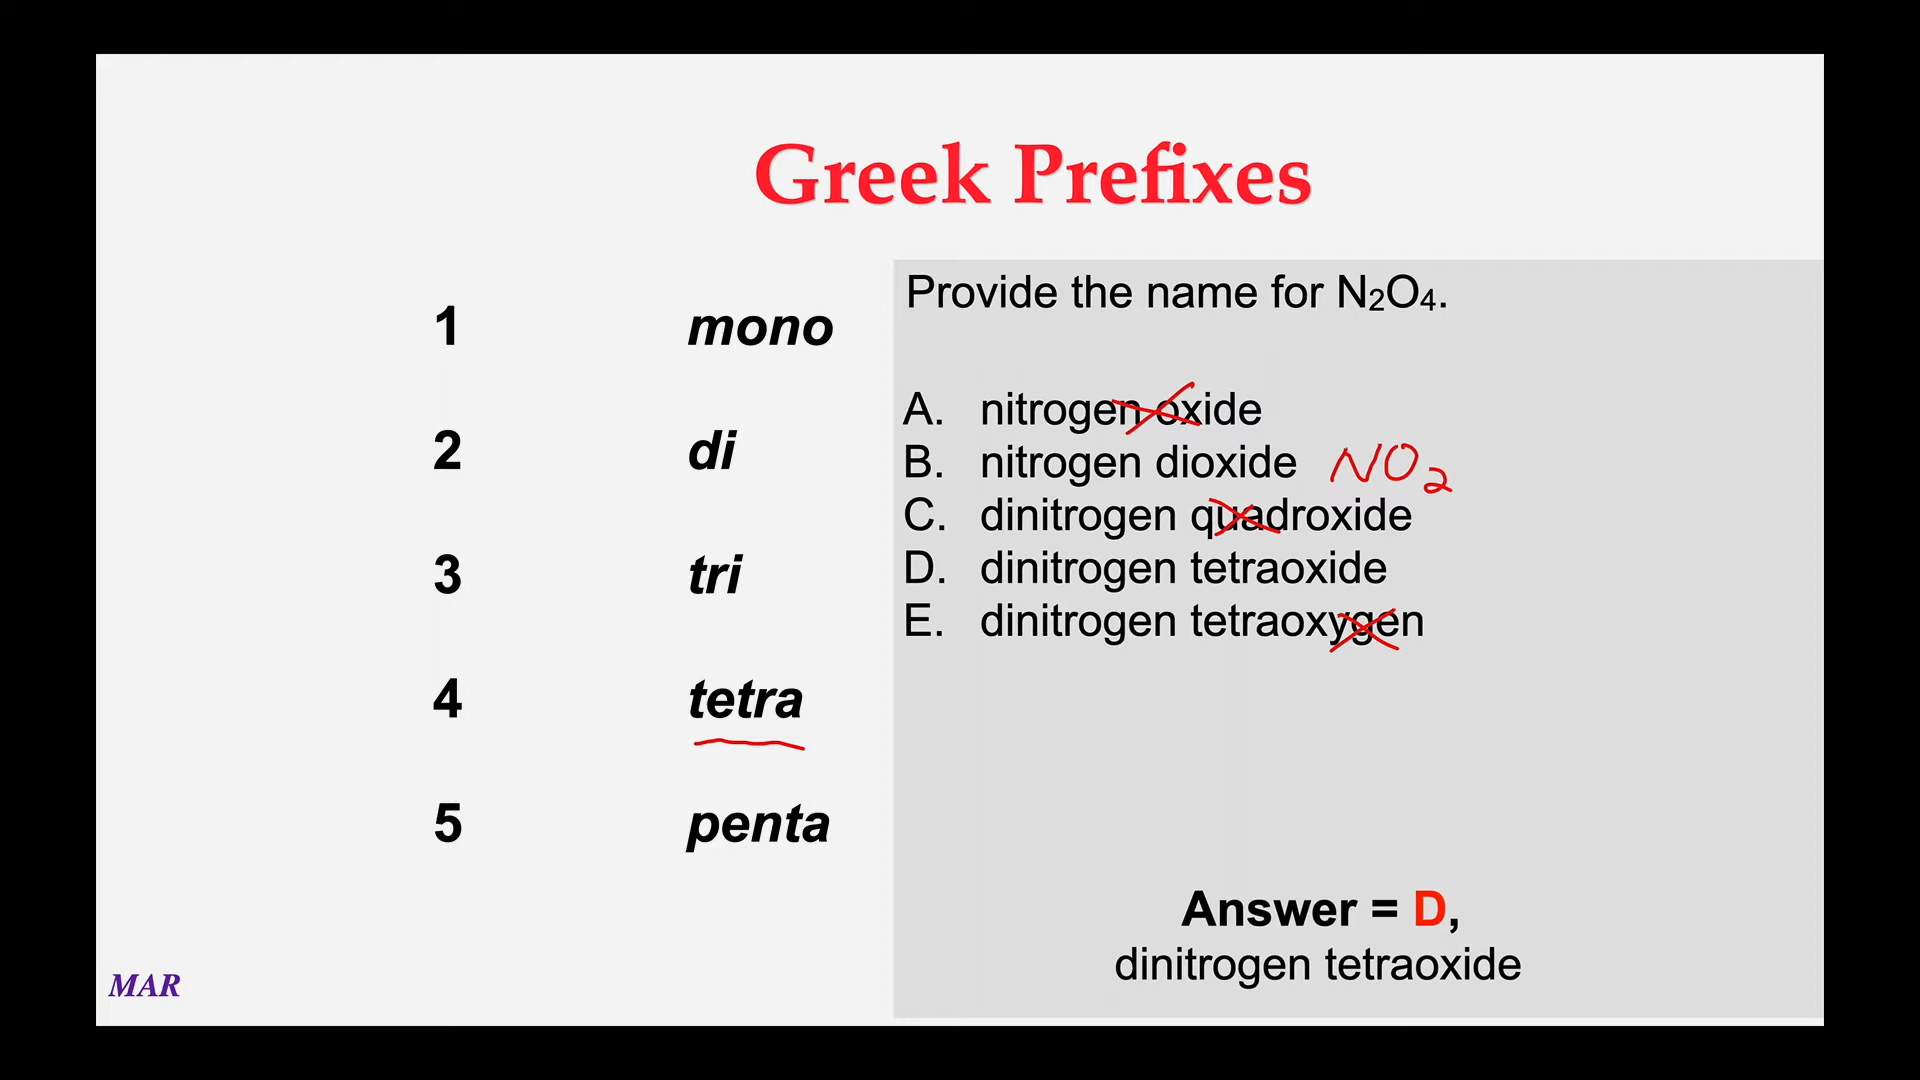 Greek Prefixes
1 mono
2 di
3 tri
4 tetra
5 penta
Provide the name for N₂O₄.
A. nitrogen oxide
B. nitrogen dioxide NO₂
C. dinitrogen quadroxide
D. dinitrogen tetraoxide
E. dinitrogen tetraoxygen
Answer = D,
dinitrogen tetraoxide
MAR